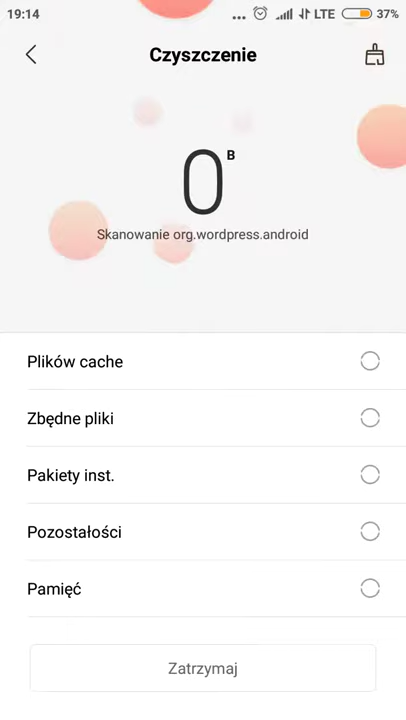 19:14 ... LTE 37%
Czyszczenie
0 B
Skanowanie org.wordpress.android
Plików cache
Zbędne pliki
Pakiety inst.
Pozostałości
Pamięć
Zatrzymaj